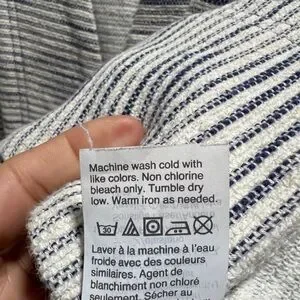 Machine wash cold with
like colors. Non chlorine
bleach only. Tumble dry
low. Warm iron as needed.
30
Laver à la machine à l'eau
froide avec des couleurs
similaires. Agent de
blanchiment non chloré
seulement. Sécher au